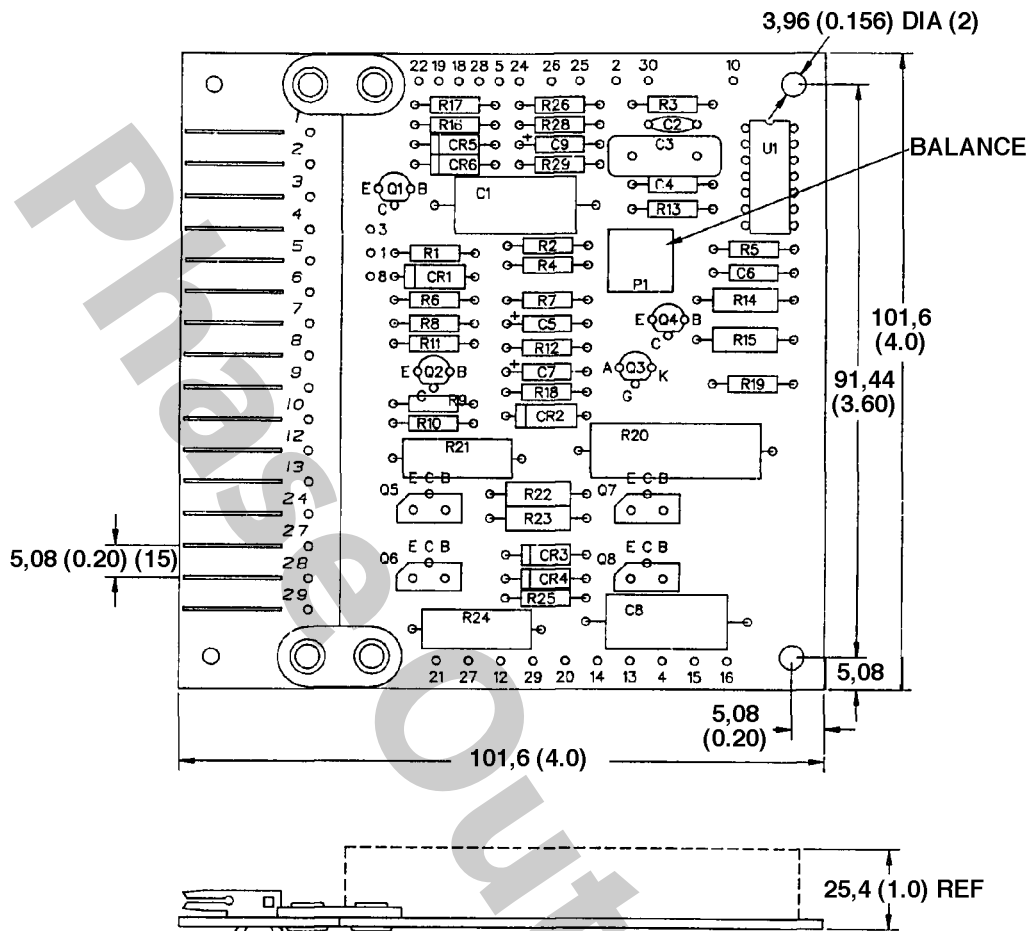 3,96 (0.156) DIA (2)
22 19 18 28 5 24 26 25 2 30 10
R17 R26 R3
R16 R28 C2
CR5 + C9 C3 U1
CR6 R29
BALANCE
1
2
3
4
5
6
7
8
9
10
12
13
24
27
28
29
E Q1 B
C
C1
C4
R13
3
1 R1 R2 R5
8 CR1 R4 C6
P1
R6 R7 R14
R8 + C5 E Q4 B
C
R11 R12 R15
E Q2 B + C7 A Q3 K
C G
R9 R18 R19
R10 CR2
R21 R20
Q5 E C B R22 Q7 E C B
R23
Q6 E C B CR3 Q8 E C B
CR4
R25
R24 C8
21 27 12 29 20 14 13 4 15 16
101,6
(4.0)
91,44
(3.60)
5,08 (0.20) (15)
5,08
5,08
(0.20)
101,6 (4.0)
25,4 (1.0) REF
Phase Out